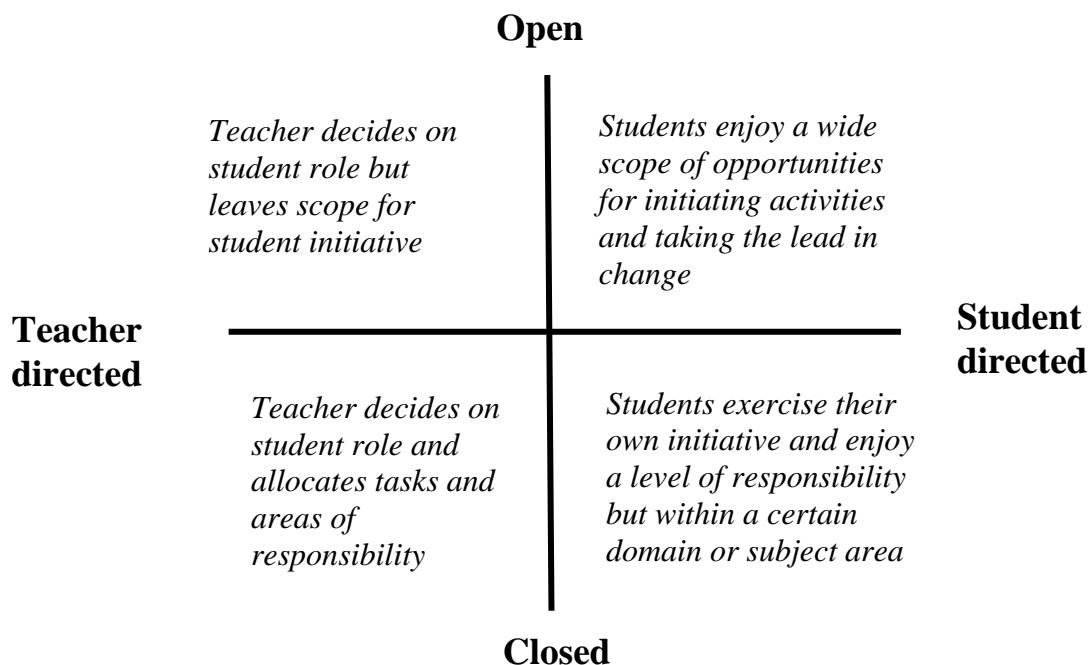 Open
Teacher decides on
student role but
leaves scope for
student initiative
Students enjoy a wide
scope of opportunities
for initiating activities
and taking the lead in
change
Teacher
directed
Student
directed
Teacher decides on
student role and
allocates tasks and
areas of
responsibility
Students exercise their
own initiative and enjoy
a level of responsibility
but within a certain
domain or subject area
Closed